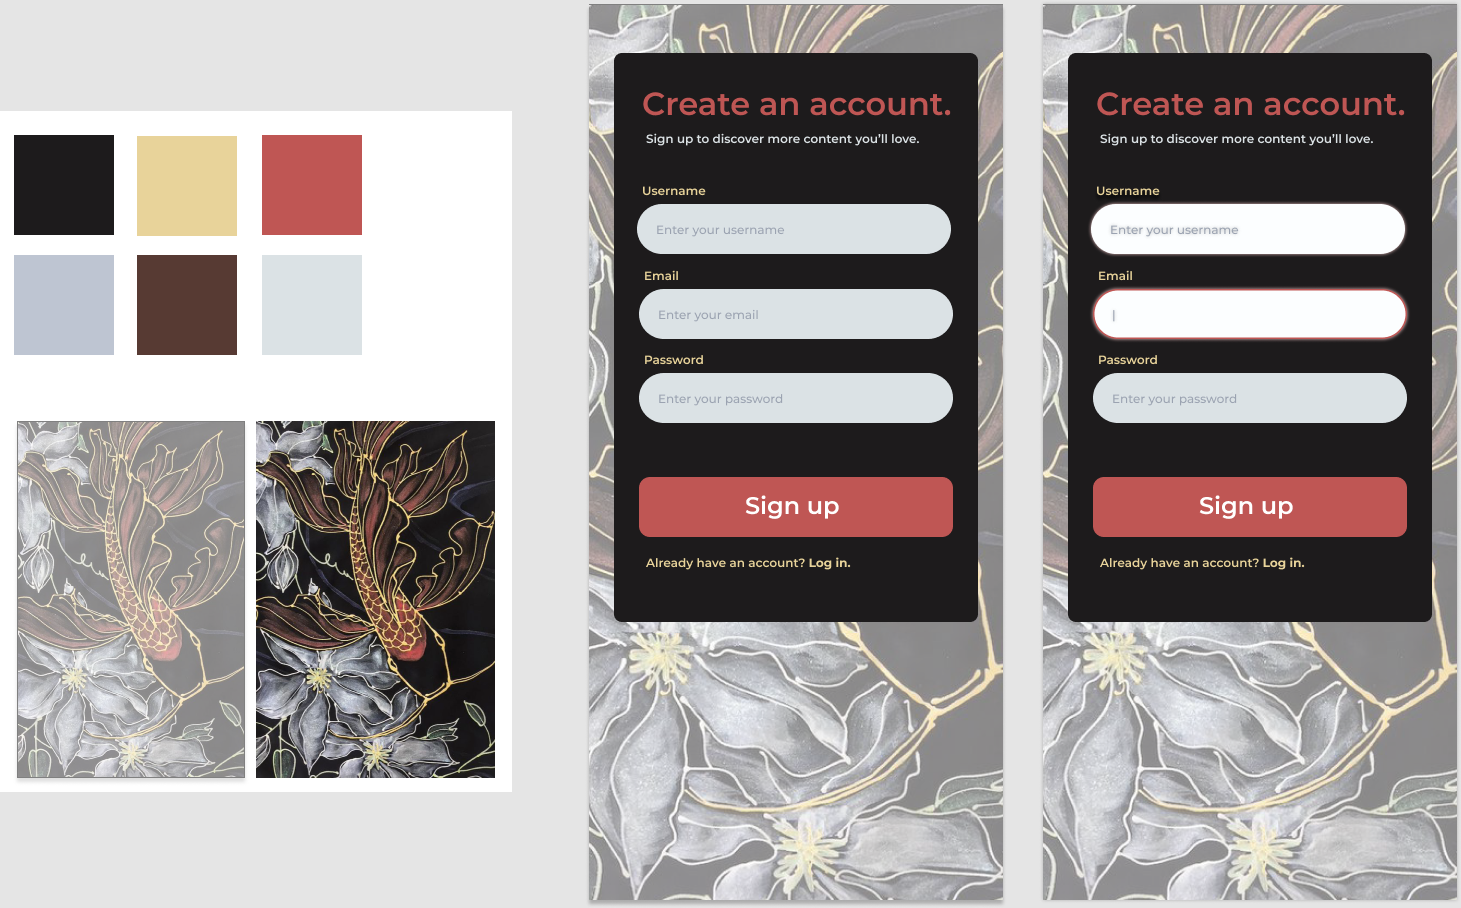 Create an account.
Sign up to discover more content you'll love.
Username
Enter your username
Email
Enter your email
Password
Enter your password
Sign up
Already have an account? Log in.
Create an account.
Sign up to discover more content you'll love.
Username
Enter your username
Email
|
Password
Enter your password
Sign up
Already have an account? Log in.